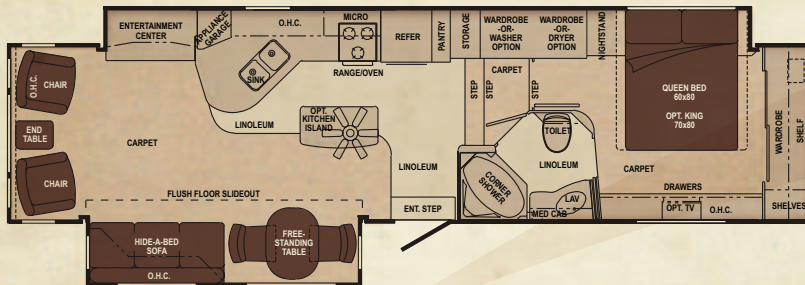 ENTERTAINMENT
CENTER
APPLIANCE
GARAGE
O.H.C.
MICRO
REFER
PANTRY
STORAGE
WARDROBE
-OR-
WASHER
OPTION
WARDROBE
-OR-
DRYER
OPTION
NIGHTSTAND
O.H.C.
CHAIR
SINK
RANGE/OVEN
STEP
STEP
CARPET
STEP
QUEEN BED
60x80
OPT. KING
70x80
WARDROBE
SHELF
END
TABLE
CARPET
LINOLEUM
OPT.
KITCHEN
ISLAND
TOILET
CHAIR
LINOLEUM
LINOLEUM
CARPET
CORNER
SHOWER
FLUSH FLOOR SLIDEOUT
DRAWERS
ENT. STEP
LAV
MED CAB
OPT. TV
O.H.C.
SHELVES
HIDE-A-BED
SOFA
O.H.C.
FREE-
STANDING
TABLE